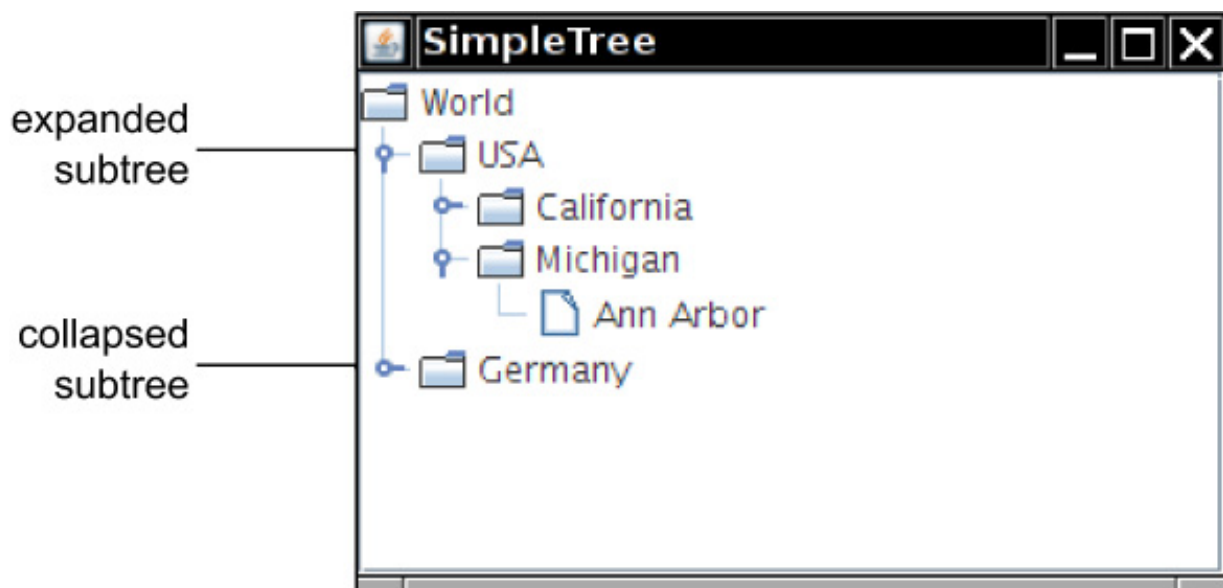 SimpleTree
World
expanded
subtree
USA
California
Michigan
Ann Arbor
collapsed
subtree
Germany